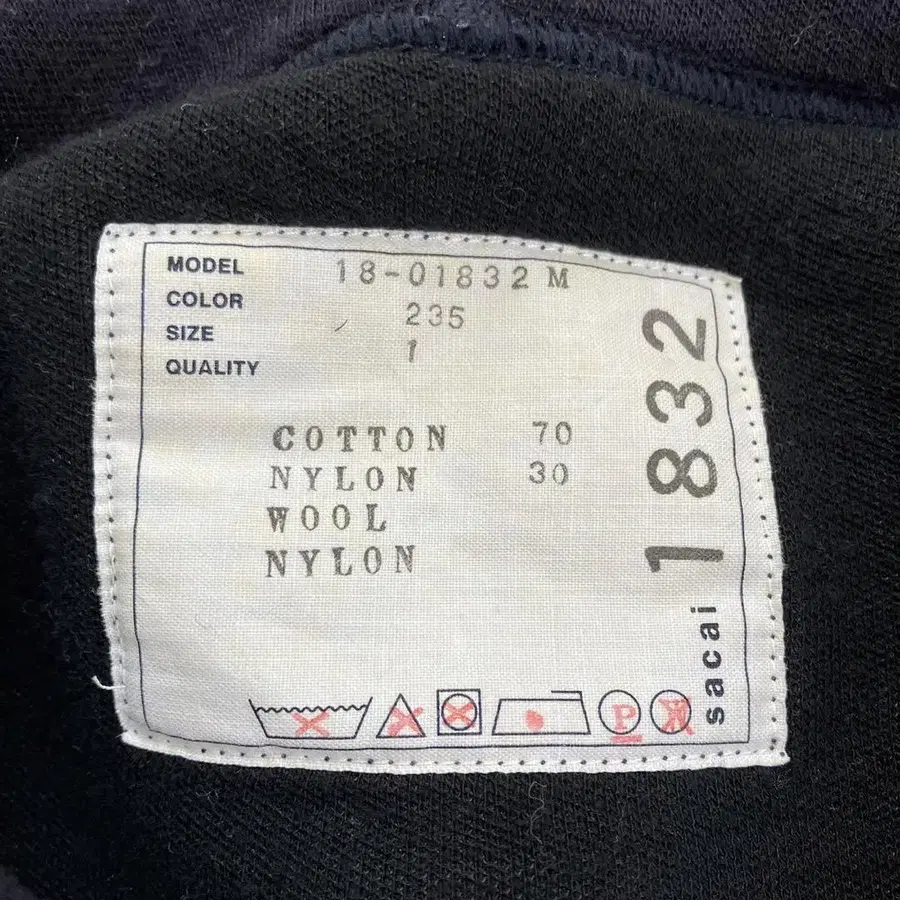 MODEL 18-01832 M
COLOR 235
SIZE 1
QUALITY
COTTON 70
NYLON 30
WOOL
NYLON
P
sacai 1832